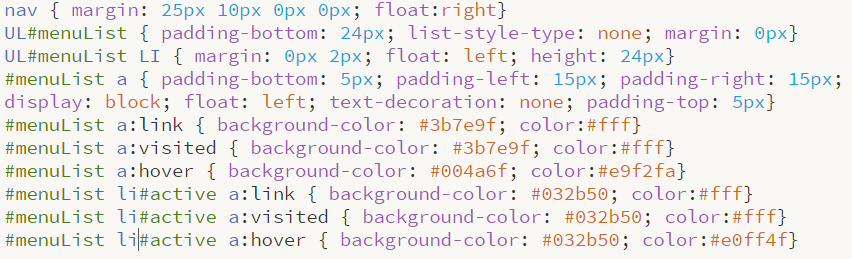 nav { margin: 25px 10px 0px 0px; float:right}
UL#menuList { padding-bottom: 24px; list-style-type: none; margin: 0px}
UL#menuList LI { margin: 0px 2px; float: left; height: 24px}
#menuList a { padding-bottom: 5px; padding-left: 15px; padding-right: 15px;
display: block; float: left; text-decoration: none; padding-top: 5px}
#menuList a:link { background-color: #3b7e9f; color:#fff}
#menuList a:visited { background-color: #3b7e9f; color:#fff}
#menuList a:hover { background-color: #004a6f; color:#e9f2fa}
#menuList li#active a:link { background-color: #032b50; color:#fff}
#menuList li#active a:visited { background-color: #032b50; color:#fff}
#menuList li#active a:hover { background-color: #032b50; color:#e0ff4f}